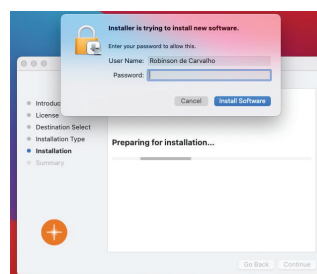 Installer is trying to install new software.
Enter your password to allow this.
User Name: Robinson de Carvalho
Password:
Cancel
Install Software
Introduc
License
Destination Select
Installation Type
Installation
Summary
Preparing for installation...
Go Back
Continue